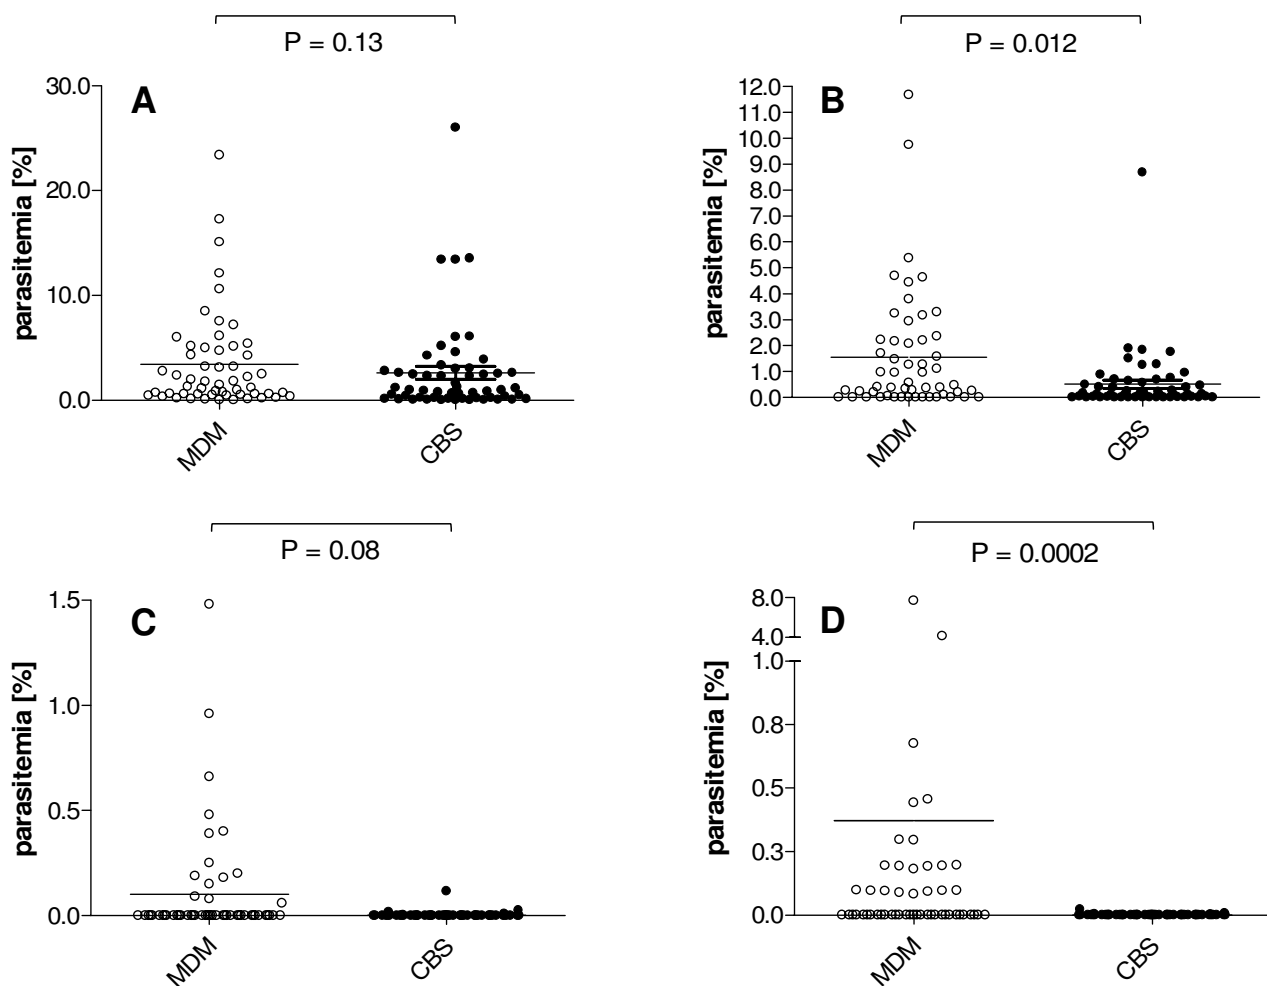 P = 0.13
A
parasitemia [%]
30.0
20.0
10.0
0.0
MDM
CBS
P = 0.012
B
parasitemia [%]
12.0
11.0
10.0
9.0
8.0
7.0
6.0
5.0
4.0
3.0
2.0
1.0
0.0
MDM
CBS
P = 0.08
C
parasitemia [%]
1.5
1.0
0.5
0.0
MDM
CBS
P = 0.0002
D
parasitemia [%]
8.0
4.0
1.0
0.8
0.5
0.3
0.0
MDM
CBS